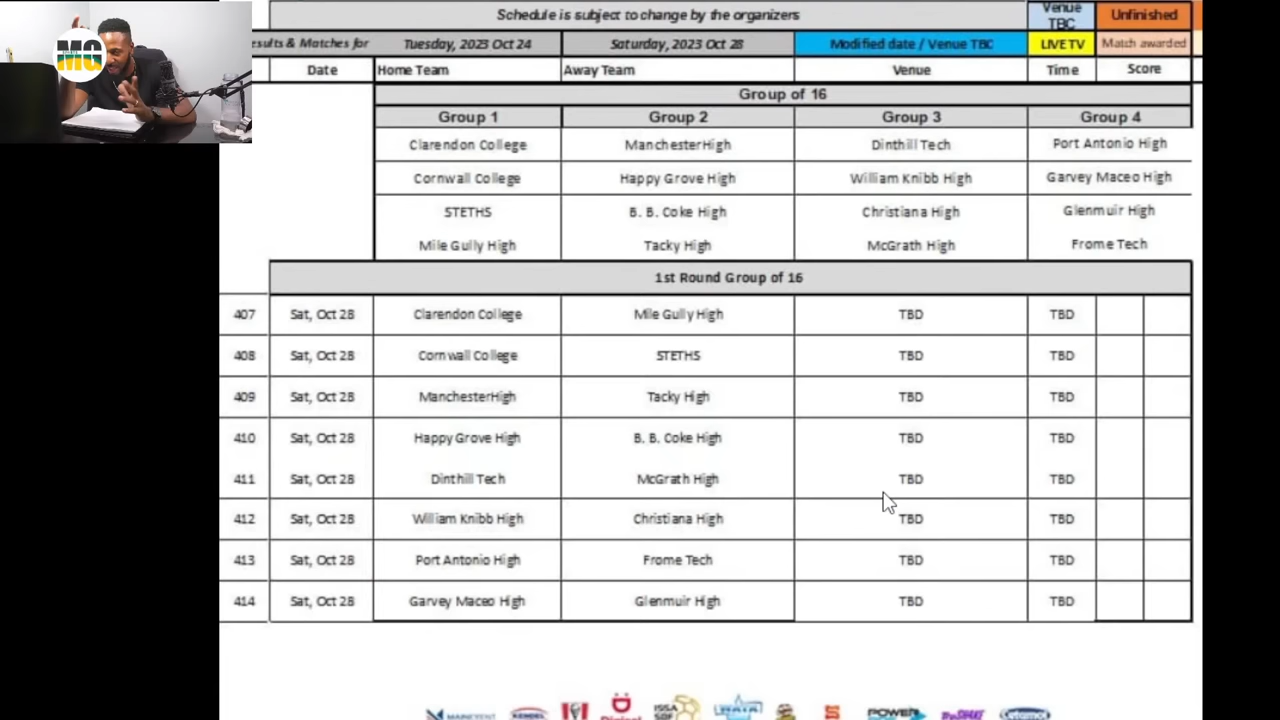 MG
Schedule is subject to change by the organizers Venue TBC Unfinished
esults & Matches for Tuesday, 2023 Oct 24 Saturday, 2023 Oct 28 Modified date / Venue TBC LIVE TV Match awarded
Date Home Team Away Team Venue Time Score
Group of 16
Group 1 Group 2 Group 3 Group 4
Clarendon College ManchesterHigh Dinthill Tech Port Antonio High
Cornwall College Happy Grove High William Knibb High Garvey Maceo High
STETHS B. B. Coke High Christiana High Glenmuir High
Mile Gully High Tacky High McGrath High Frome Tech
1st Round Group of 16
407 Sat, Oct 28 Clarendon College Mile Gully High TBD TBD
408 Sat, Oct 28 Cornwall College STETHS TBD TBD
409 Sat, Oct 28 ManchesterHigh Tacky High TBD TBD
410 Sat, Oct 28 Happy Grove High B. B. Coke High TBD TBD
411 Sat, Oct 28 Dinthill Tech McGrath High TBD TBD
412 Sat, Oct 28 William Knibb High Christiana High TBD TBD
413 Sat, Oct 28 Port Antonio High Frome Tech TBD TBD
414 Sat, Oct 28 Garvey Maceo High Glenmuir High TBD TBD
KENDEL Digicel ISSA SDF WATA POWER Cetamol